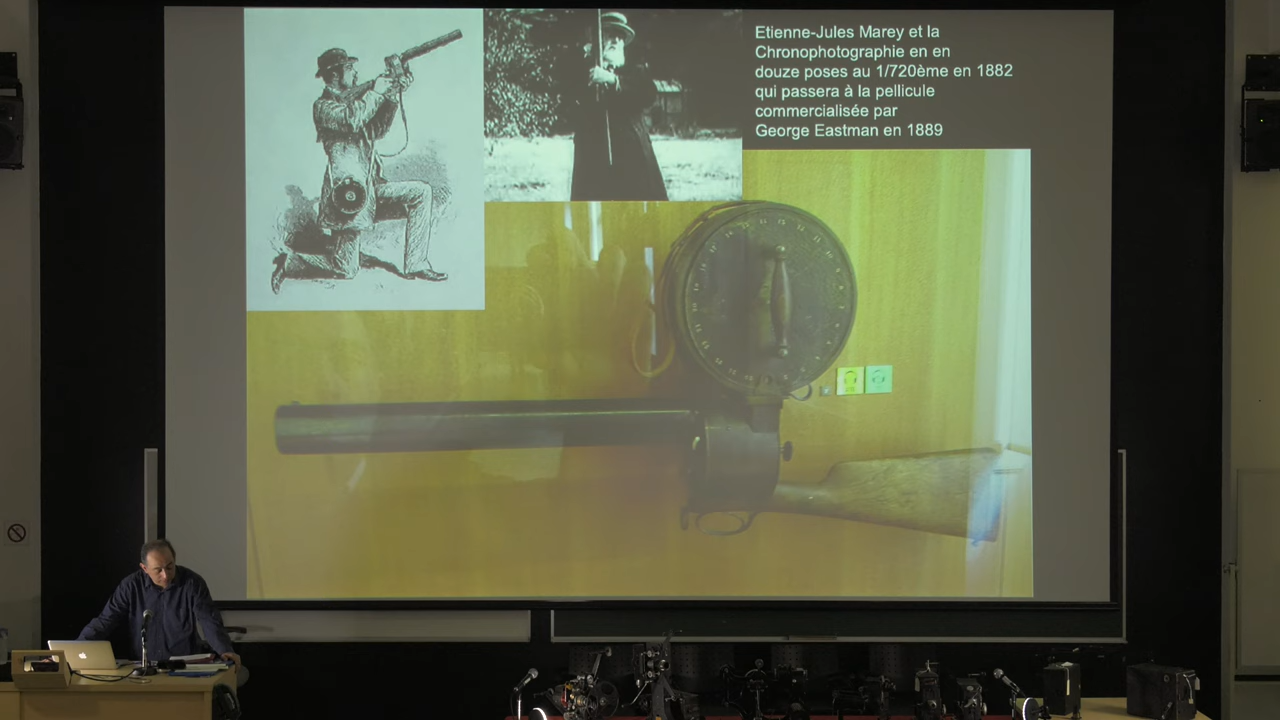 Etienne-Jules Marey et la
Chronophotographie en en
douze poses au 1/720ème en 1882
qui passera à la pellicule
commercialisée par
George Eastman en 1889